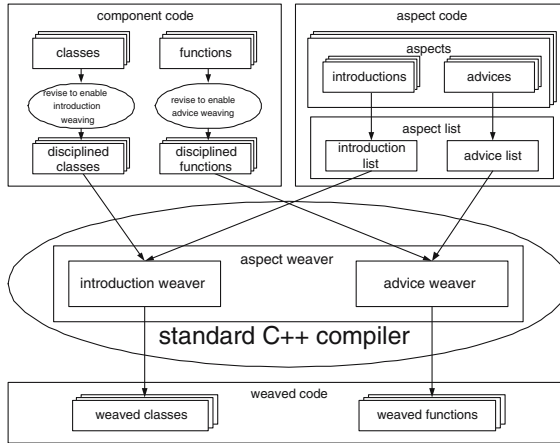 component code
classes
functions
revise to enable
introduction
weaving
revise to enable
advice weaving
disciplined
classes
disciplined
functions
aspect code
aspects
introductions
advices
aspect list
introduction
list
advice list
aspect weaver
introduction weaver
advice weaver
standard C++ compiler
weaved code
weaved classes
weaved functions